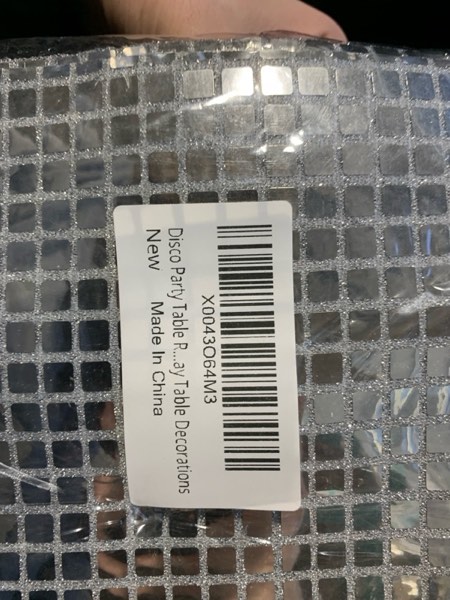 X0043O64M3
Disco Party Table R...ay Table Decorations
New Made In China